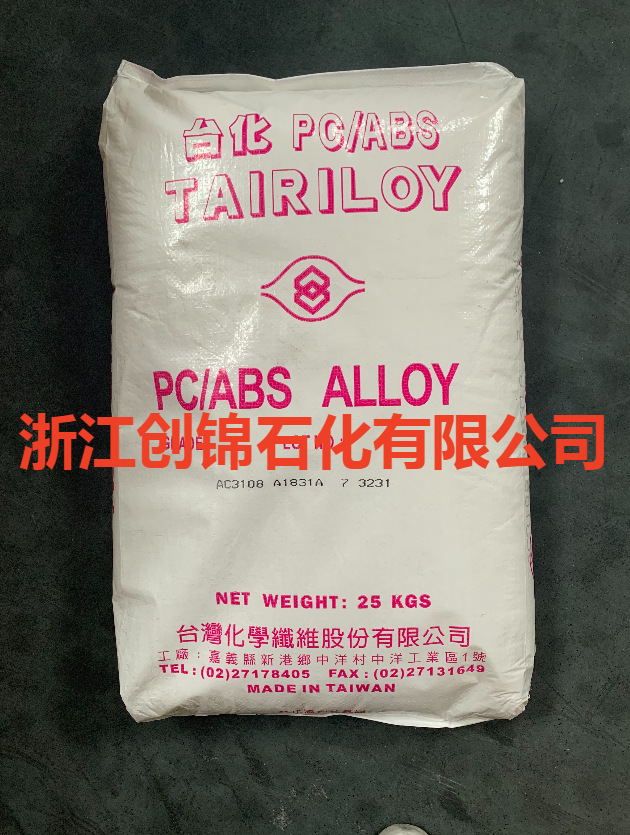 台化 PC/ABS
TAIRILOY
PC/ABS ALLOY
浙江创锦石化有限公司
GRADE: LOT NO.:
AC3108 A1831A 7 3231
NET WEIGHT: 25 KGS
台灣化學纖維股份有限公司
工廠：嘉義縣新港鄉中洋村中洋工業區1號
TEL:(02)27178405 FAX:(02)27131649
MADE IN TAIWAN